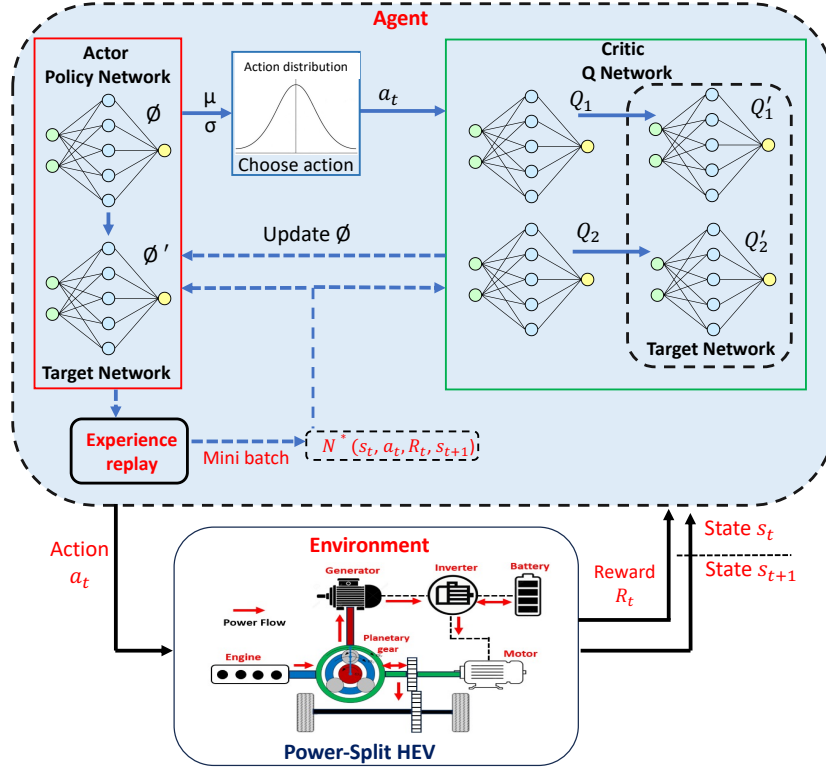 Agent
Actor
Policy Network
∅
μ
σ
Action distribution
Choose action
a_t
Critic
Q Network
Q_1
Q'_1
Q_2
Q'_2
Target Network
Update ∅
∅ '
Target Network
Experience
replay
Mini batch
N * (s_t, a_t, R_t, s_{t+1})
Action
a_t
Environment
Generator
Inverter
Battery
Power Flow
Planetary
gear
Engine
Motor
Power-Split HEV
Reward
R_t
State s_t
State s_{t+1}